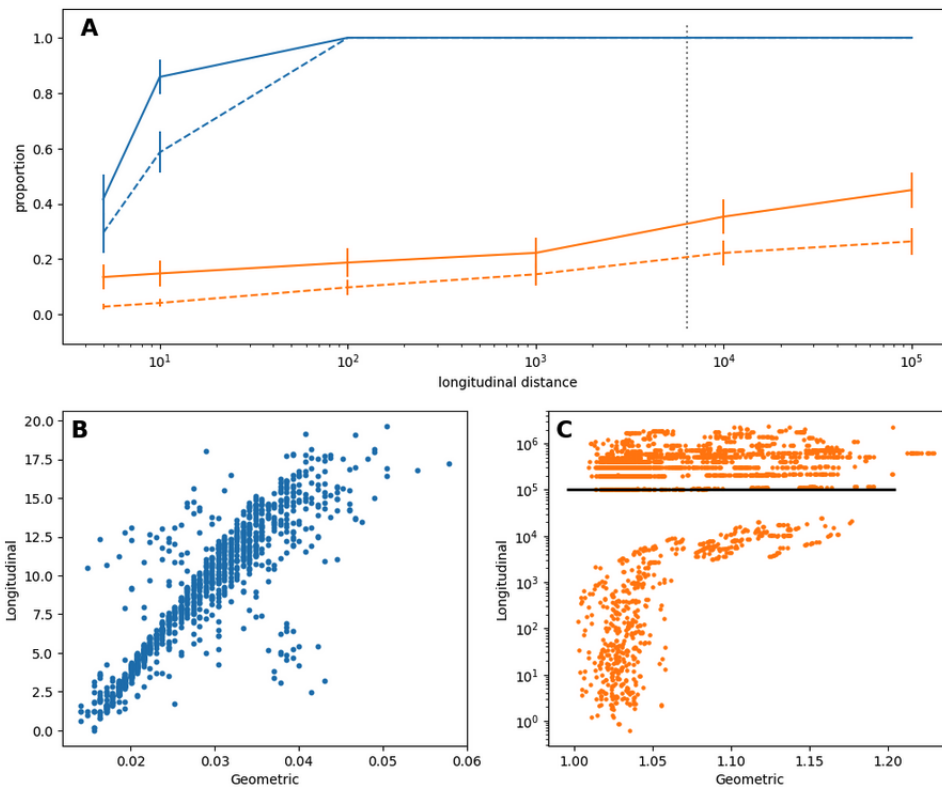 A
1.0
0.8
0.6
0.4
0.2
0.0
proportion
10¹ 10² 10³ 10⁴ 10⁵
longitudinal distance
B
20.0
17.5
15.0
12.5
10.0
7.5
5.0
2.5
0.0
Longitudinal
0.02 0.03 0.04 0.05 0.06
Geometric
C
10⁶
10⁵
10⁴
10³
10²
10¹
10⁰
Longitudinal
1.00 1.05 1.10 1.15 1.20
Geometric